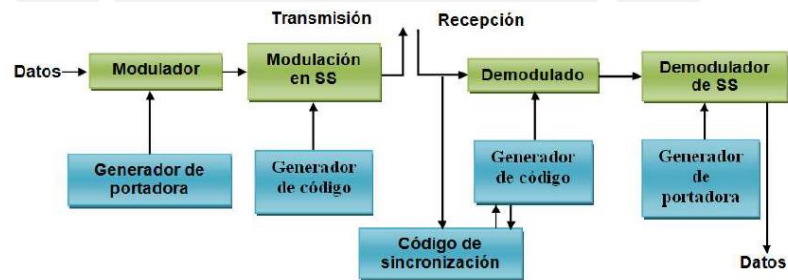 Transmisión
Recepción
Datos
Modulador
Modulación
en SS
Demodulado
Demodulador
de SS
Generador de
portadora
Generador
de código
Generador
de código
Generador
de
portadora
Código de
sincronización
Datos